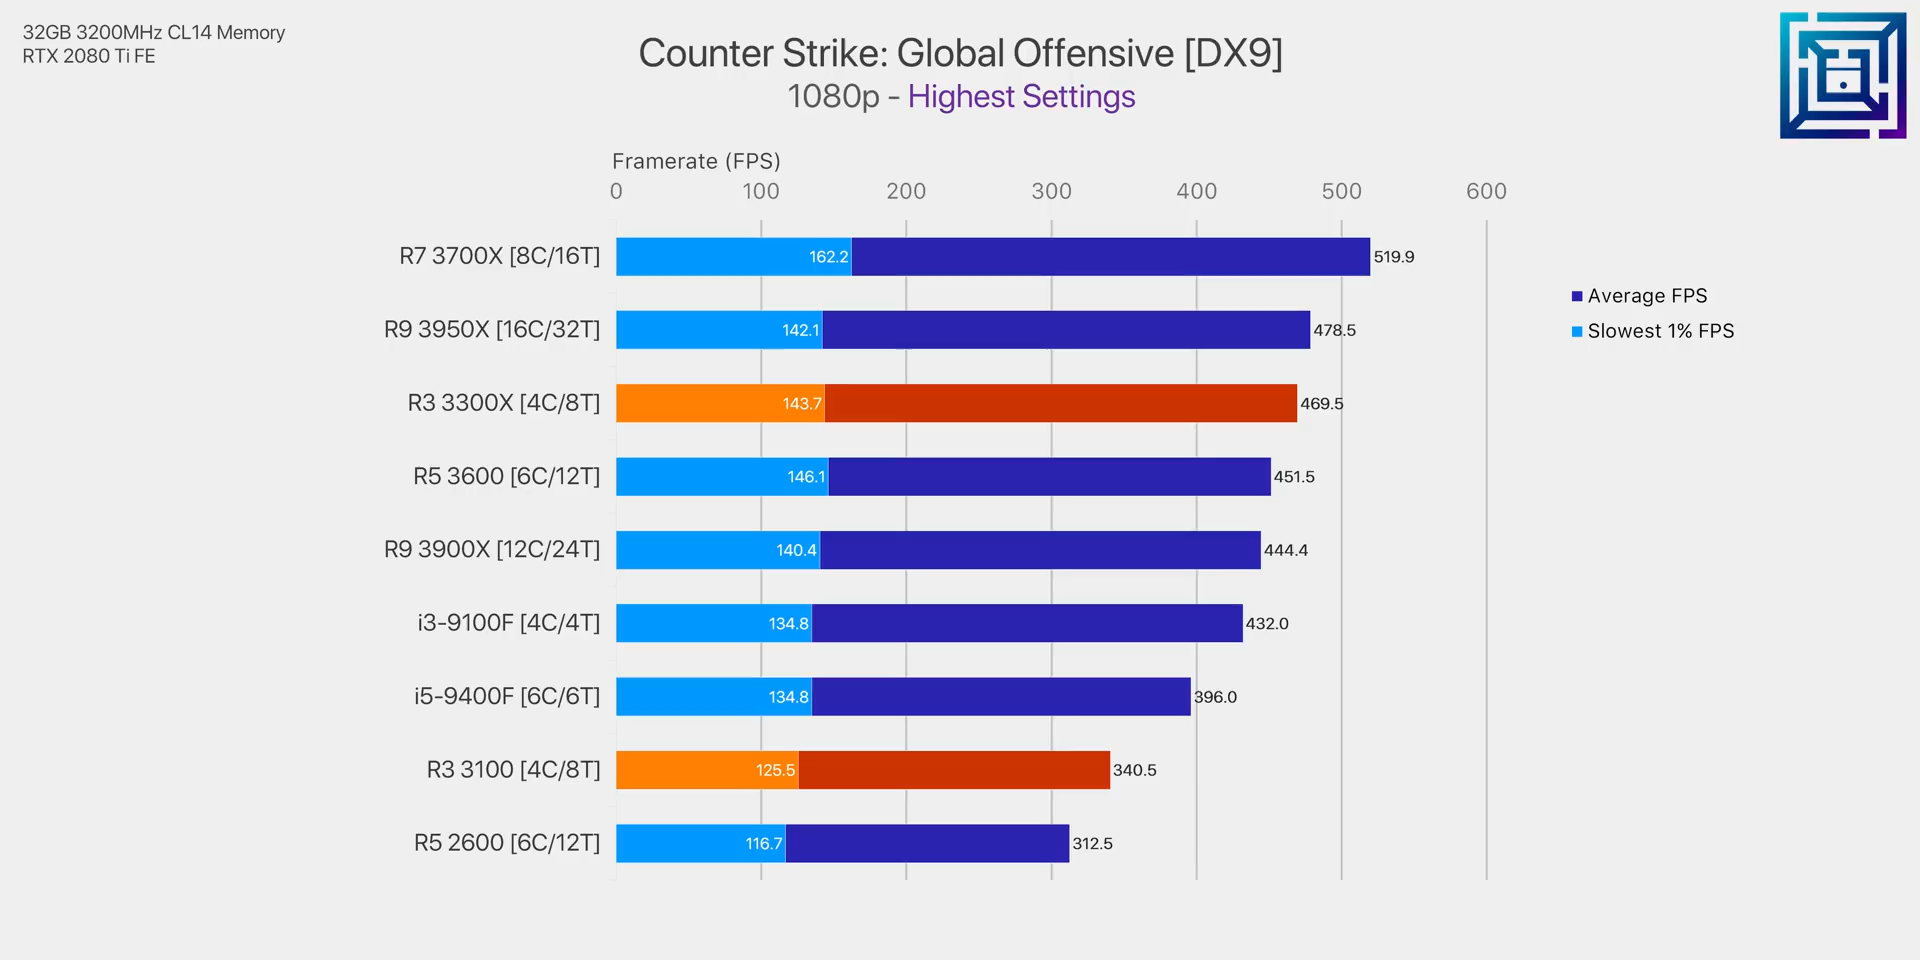 32GB 3200MHz CL14 Memory
RTX 2080 Ti FE
Counter Strike: Global Offensive [DX9]
1080p - Highest Settings
Framerate (FPS)
0 100 200 300 400 500 600
R7 3700X [8C/16T] 162.2 519.9
R9 3950X [16C/32T] 142.1 478.5
R3 3300X [4C/8T] 143.7 469.5
R5 3600 [6C/12T] 146.1 451.5
R9 3900X [12C/24T] 140.4 444.4
i3-9100F [4C/4T] 134.8 432.0
i5-9400F [6C/6T] 134.8 396.0
R3 3100 [4C/8T] 125.5 340.5
R5 2600 [6C/12T] 116.7 312.5
Average FPS
Slowest 1% FPS